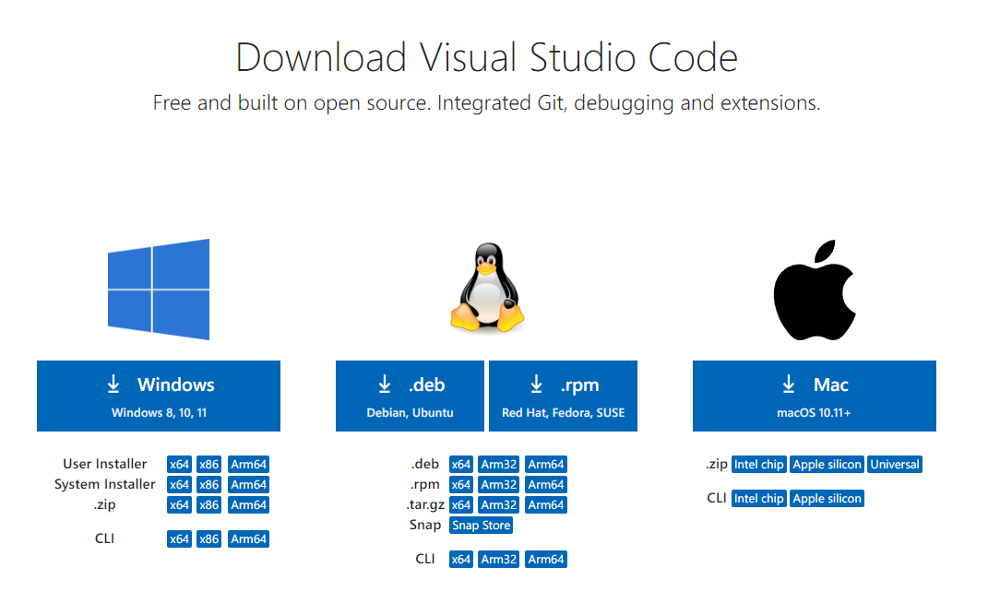 Download Visual Studio Code
Free and built on open source. Integrated Git, debugging and extensions.
Windows
Windows 8, 10, 11
User Installer x64 x86 Arm64
System Installer x64 x86 Arm64
.zip x64 x86 Arm64
CLI x64 x86 Arm64
.deb
Debian, Ubuntu
.rpm
Red Hat, Fedora, SUSE
.deb x64 Arm32 Arm64
.rpm x64 Arm32 Arm64
.tar.gz x64 Arm32 Arm64
Snap Snap Store
CLI x64 Arm32 Arm64
Mac
macOS 10.11+
.zip Intel chip Apple silicon Universal
CLI Intel chip Apple silicon